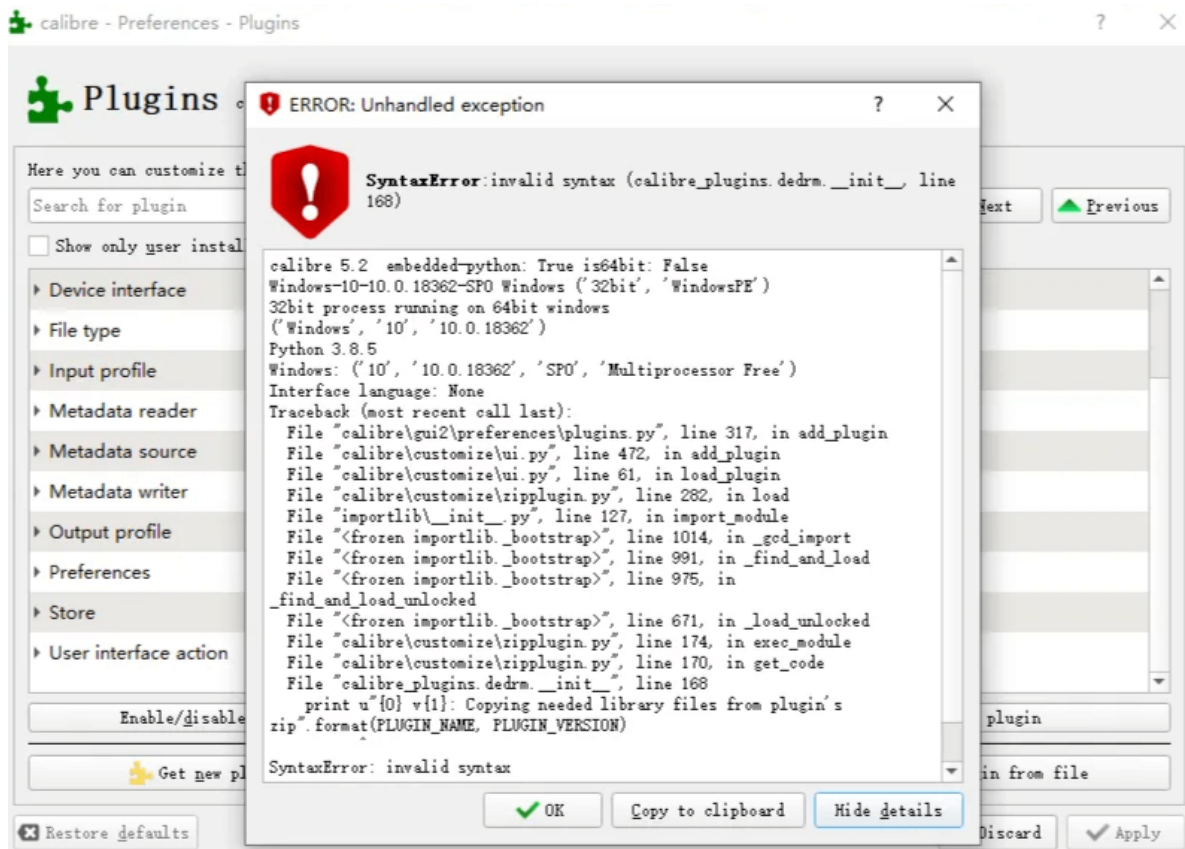 calibre - Preferences - Plugins
Plugins
Here you can customize
Search for plugin
Show only user
Next
Previous
Device interface
File type
Input profile
Metadata reader
Metadata source
Metadata writer
Output profile
Preferences
Store
User interface action
Enable/disable
plugin
Get new
from file
Restore defaults
Discard
Apply
ERROR: Unhandled exception
SyntaxError:invalid syntax (calibre_plugins.dedrm.__init__, line
168)
calibre 5.2  embedded-python: True is64bit: False
Windows-10-10.0.18362-SP0 Windows ('32bit', 'WindowsPE')
32bit process running on 64bit windows
('Windows', '10', '10.0.18362')
Python 3.8.5
Windows: ('10', '10.0.18362', 'SP0', 'Multiprocessor Free')
Interface language: None
Traceback (most recent call last):
  File "calibre\gui2\preferences\plugins.py", line 317, in add_plugin
  File "calibre\customize\ui.py", line 472, in add_plugin
  File "calibre\customize\ui.py", line 61, in load_plugin
  File "calibre\customize\zipplugin.py", line 282, in load
  File "importlib\__init__.py", line 127, in import_module
  File "<frozen importlib._bootstrap>", line 1014, in _gcd_import
  File "<frozen importlib._bootstrap>", line 991, in _find_and_load
  File "<frozen importlib._bootstrap>", line 975, in
_find_and_load_unlocked
  File "<frozen importlib._bootstrap>", line 671, in _load_unlocked
  File "calibre\customize\zipplugin.py", line 174, in exec_module
  File "calibre\customize\zipplugin.py", line 170, in get_code
  File "calibre_plugins.dedrm.__init__", line 168
    print u"{0} v{1}: Copying needed library files from plugin's
zip".format(PLUGIN_NAME, PLUGIN_VERSION)
          ^
SyntaxError: invalid syntax
OK
Copy to clipboard
Hide details